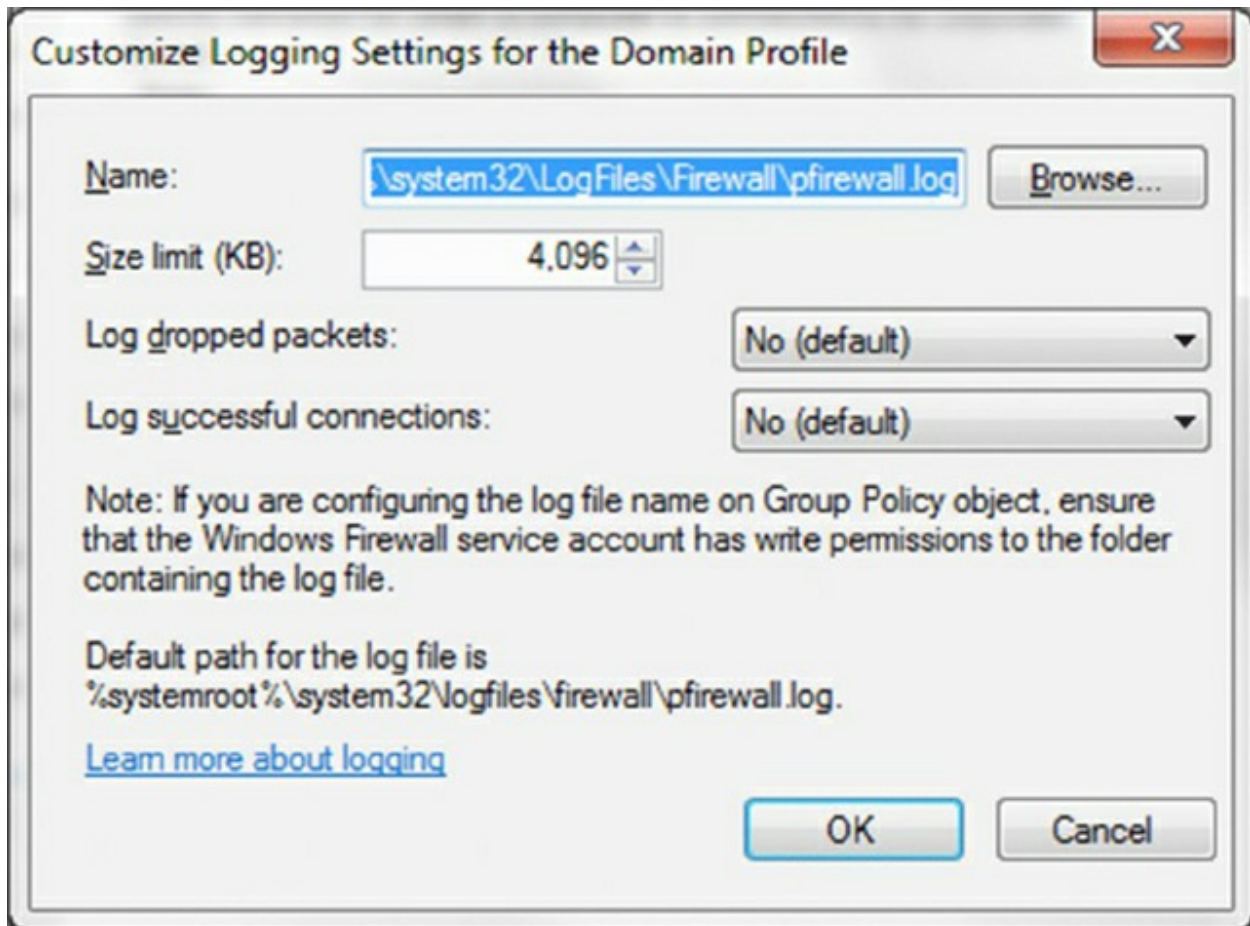 Customize Logging Settings for the Domain Profile
Name: \system32\LogFiles\Firewall\pfirewall.log Browse...
Size limit (KB): 4,096
Log dropped packets: No (default)
Log successful connections: No (default)
Note: If you are configuring the log file name on Group Policy object, ensure
that the Windows Firewall service account has write permissions to the folder
containing the log file.
Default path for the log file is
%systemroot%\system32\logfiles\firewall\pfirewall.log.
Learn more about logging
OK Cancel